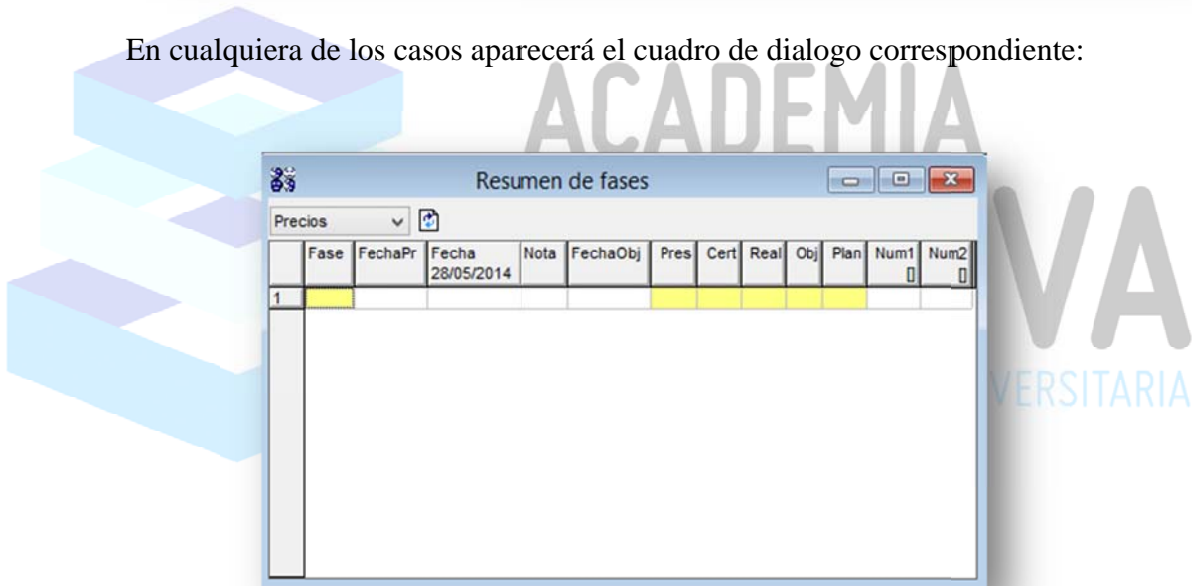 En cualquiera de los casos aparecerá el cuadro de dialogo correspondiente:
ACADEMIA
Resumen de fases
Precios
Fase FechaPr Fecha Nota FechaObj Pres Cert Real Obj Plan Num1 Num2
28/05/2014 [] []
1
VA
VERSITARIA